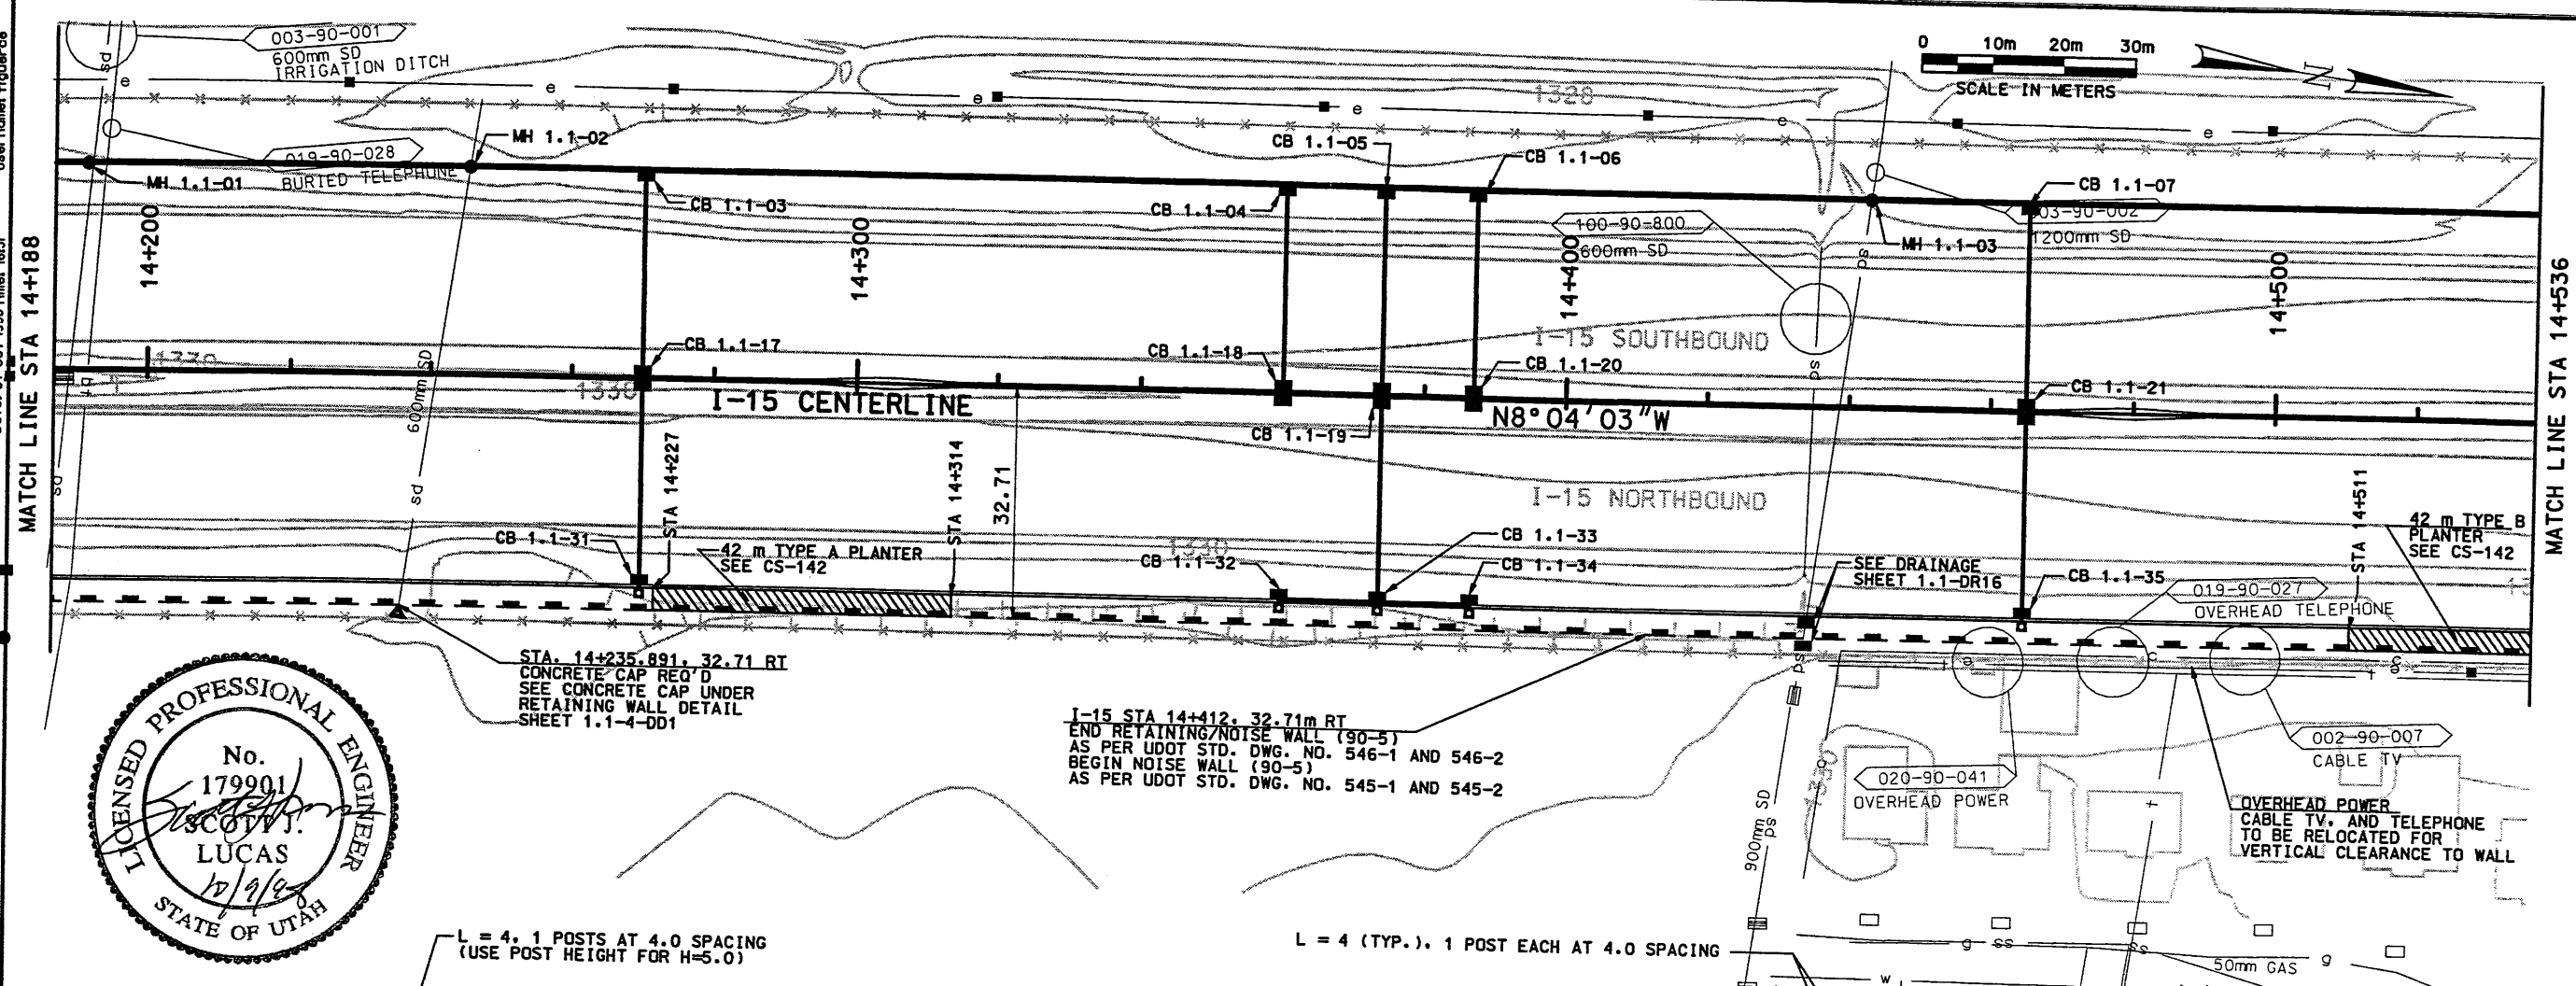 003-90-001
600mm SD
IRRIGATION DITCH
0 10m 20m 30m
SCALE IN METERS
N
1328
MH 1.1-02
CB 1.1-05
CB 1.1-06
019-90-028
BURIED TELEPHONE
MH 1.1-01
CB 1.1-03
CB 1.1-04
CB 1.1-07
003-90-002
1200mm SD
100-90-800
600mm SD
MH 1.1-03
MATCH LINE STA 14+188
14+200
14+300
14+400
14+500
MATCH LINE STA 14+536
I-15 SOUTHBOUND
CB 1.1-17
CB 1.1-18
CB 1.1-20
CB 1.1-21
1330
1330
600mm SD
I-15 CENTERLINE
N8°04'03"W
CB 1.1-19
STA 14+227
STA 14+314
32.71
I-15 NORTHBOUND
STA 14+511
42 m TYPE B
PLANTER
SEE CS-142
CB 1.1-31
42 m TYPE A PLANTER
SEE CS-142
1330
CB 1.1-32
CB 1.1-33
CB 1.1-34
SEE DRAINAGE
SHEET 1.1-DR16
CB 1.1-35
019-90-027
OVERHEAD TELEPHONE
STA. 14+235.891, 32.71 RT
CONCRETE CAP REQ'D
SEE CONCRETE CAP UNDER
RETAINING WALL DETAIL
SHEET 1.1-4-DD1
I-15 STA 14+412, 32.71m RT
END RETAINING/NOISE WALL (90-5)
AS PER UDOT STD. DWG. NO. 546-1 AND 546-2
BEGIN NOISE WALL (90-5)
AS PER UDOT STD. DWG. NO. 545-1 AND 545-2
002-90-007
CABLE TV
020-90-041
OVERHEAD POWER
1330
900mm SD
OVERHEAD POWER
CABLE TV, AND TELEPHONE
TO BE RELOCATED FOR
VERTICAL CLEARANCE TO WALL
LICENSED PROFESSIONAL ENGINEER
No.
179901
SCOTT J.
LUCAS
10/9/98
STATE OF UTAH
L = 4, 1 POSTS AT 4.0 SPACING
(USE POST HEIGHT FOR H=5.0)
L = 4 (TYP.), 1 POST EACH AT 4.0 SPACING
50mm GAS